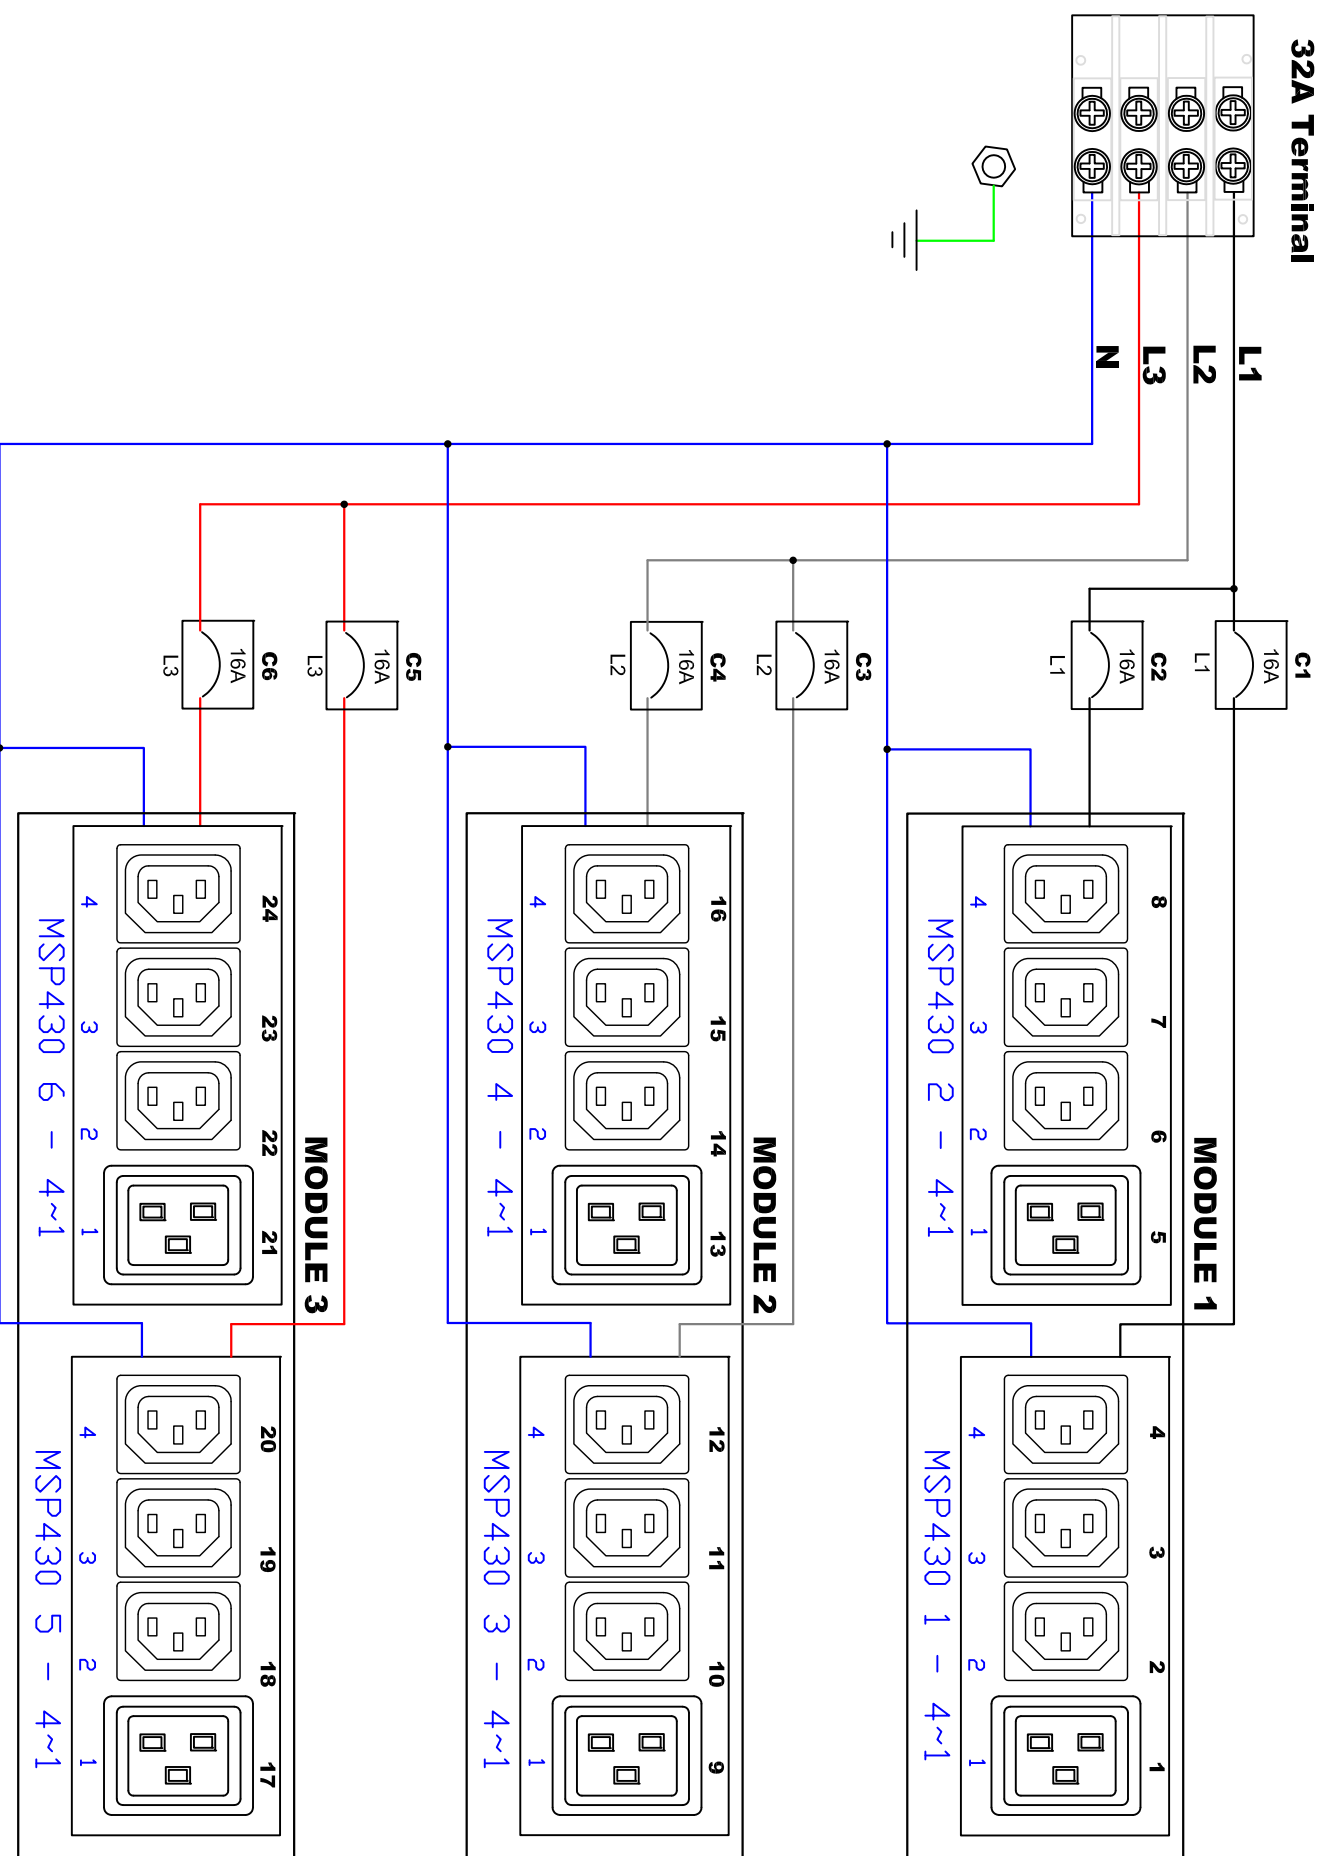 32A Terminal
L1
L2
L3
N
C1
16A
L1
C2
16A
L1
C3
16A
L2
C4
16A
L2
C5
16A
L3
C6
16A
L3
MODULE 1
8 7 6 5
4 3 2 1
MSP430 2 - 4~1
4 3 2 1
4 3 2 1
MSP430 1 - 4~1
MODULE 2
16 15 14 13
4 3 2 1
MSP430 4 - 4~1
12 11 10 9
4 3 2 1
MSP430 3 - 4~1
MODULE 3
24 23 22 21
4 3 2 1
MSP430 6 - 4~1
20 19 18 17
4 3 2 1
MSP430 5 - 4~1